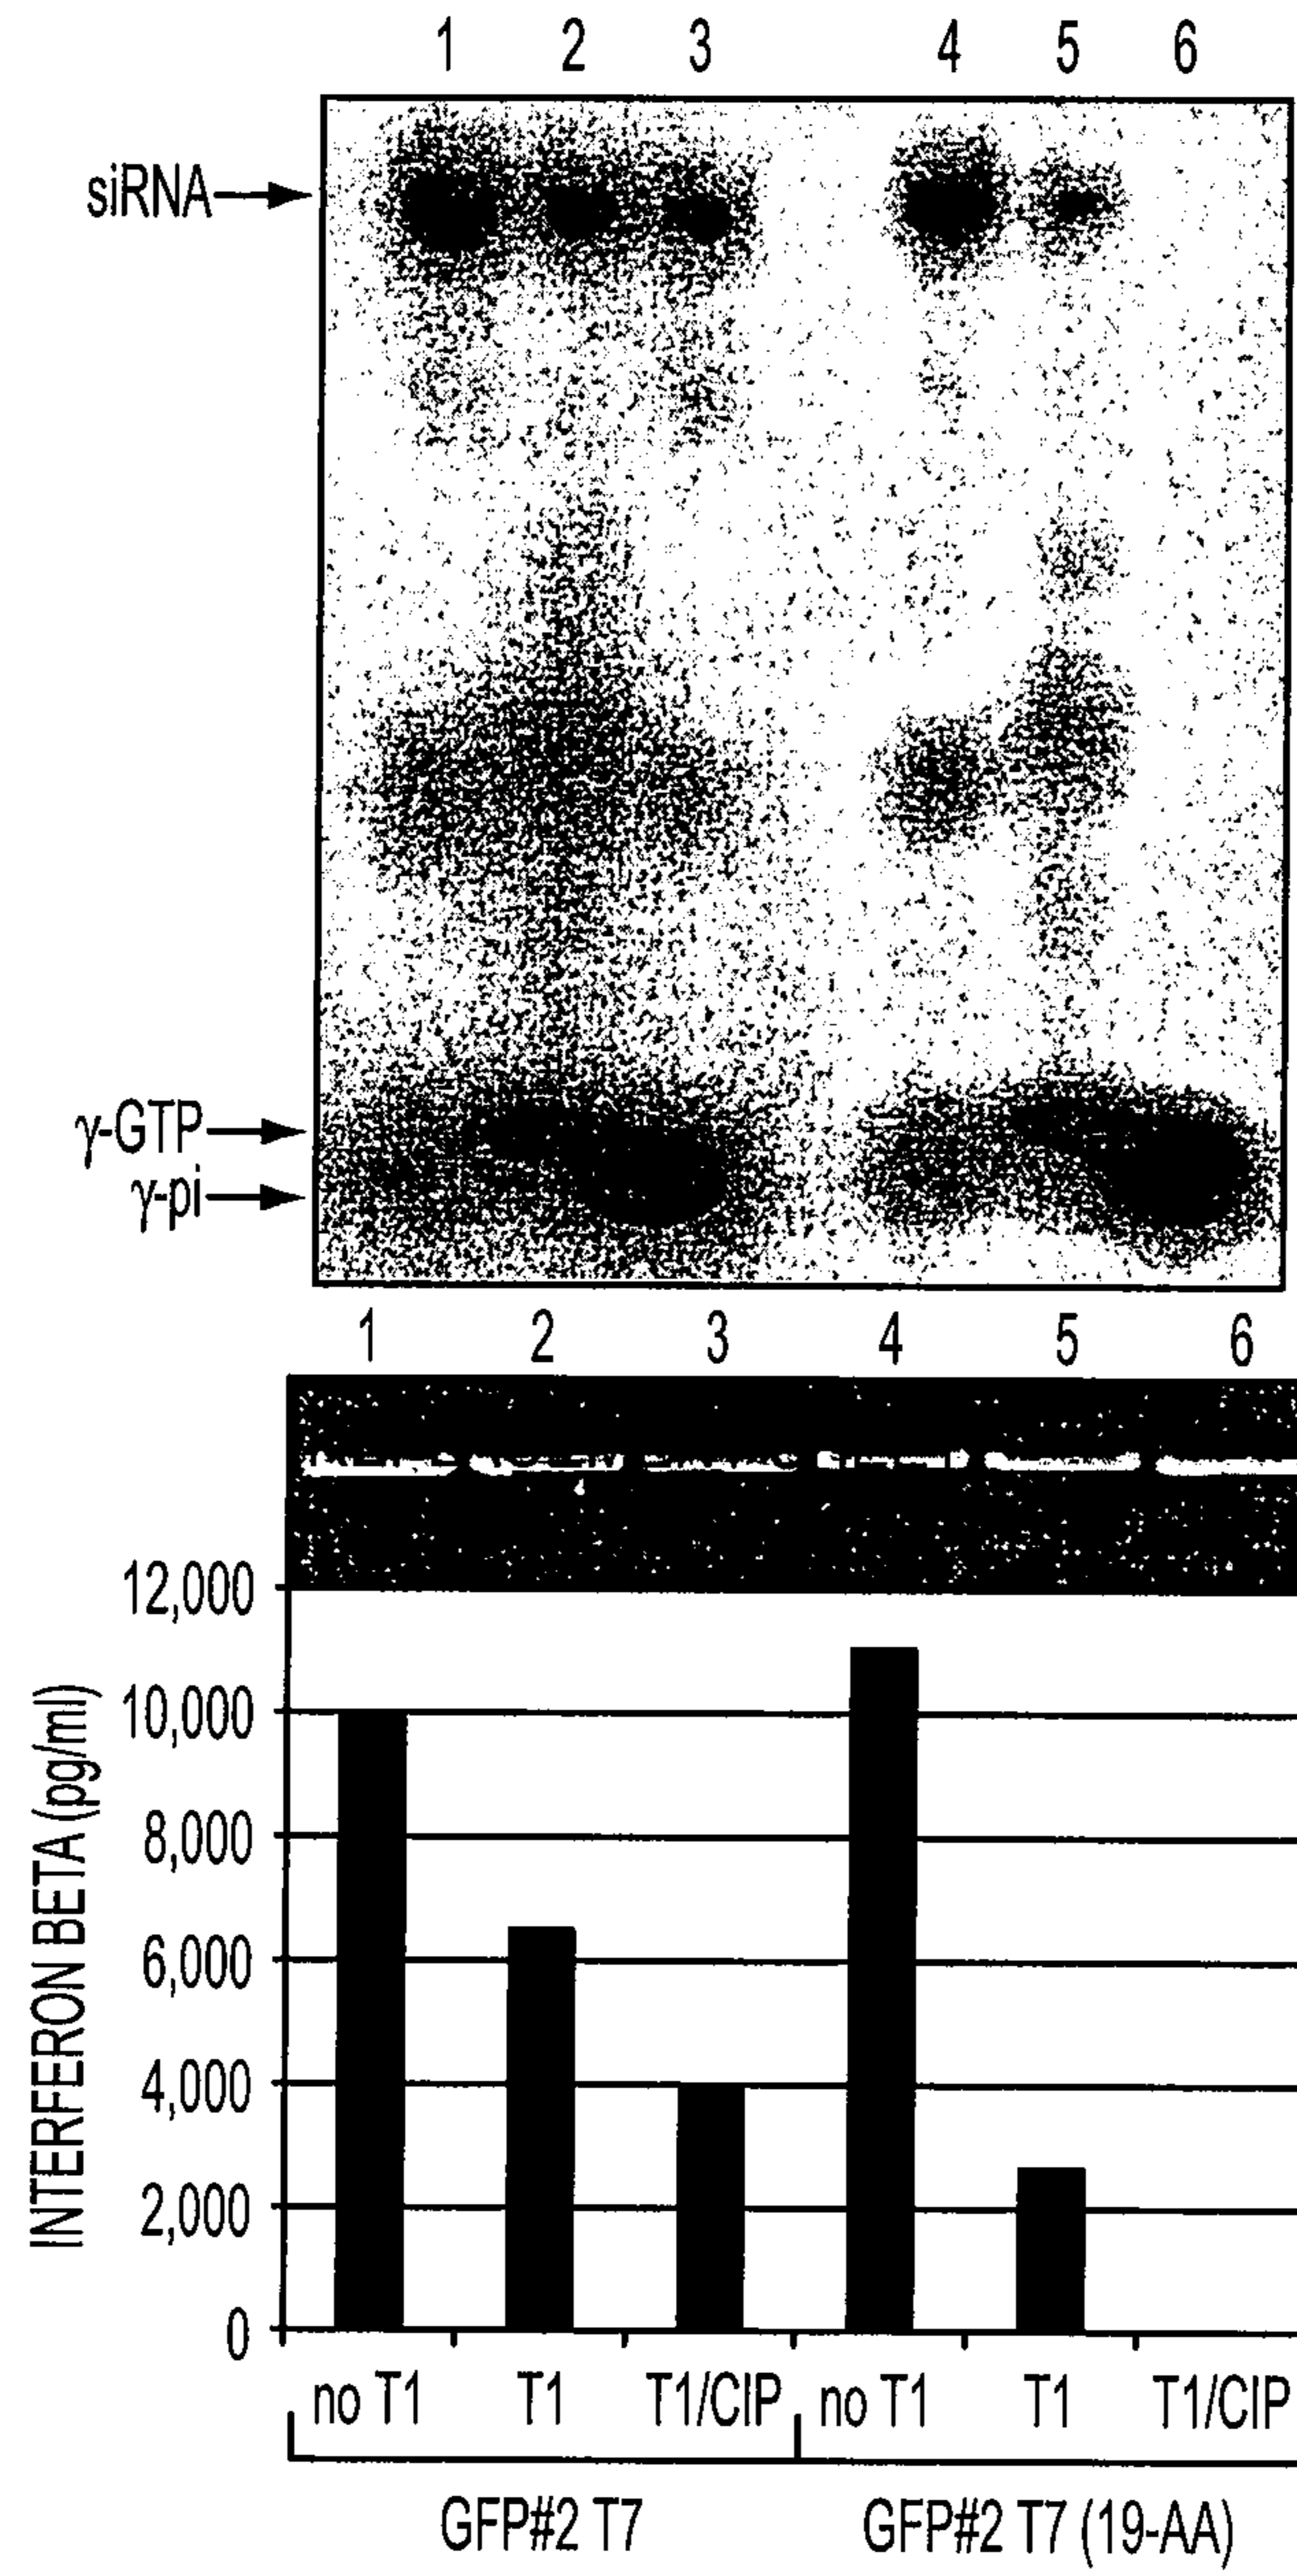 1 2 3 4 5 6
siRNA
γ-GTP
γ-pi
1 2 3 4 5 6
12,000
10,000
8,000
6,000
4,000
2,000
0
INTERFERON BETA (pg/ml)
no T1 T1 T1/CIP no T1 T1 T1/CIP
GFP#2 T7 GFP#2 T7 (19-AA)